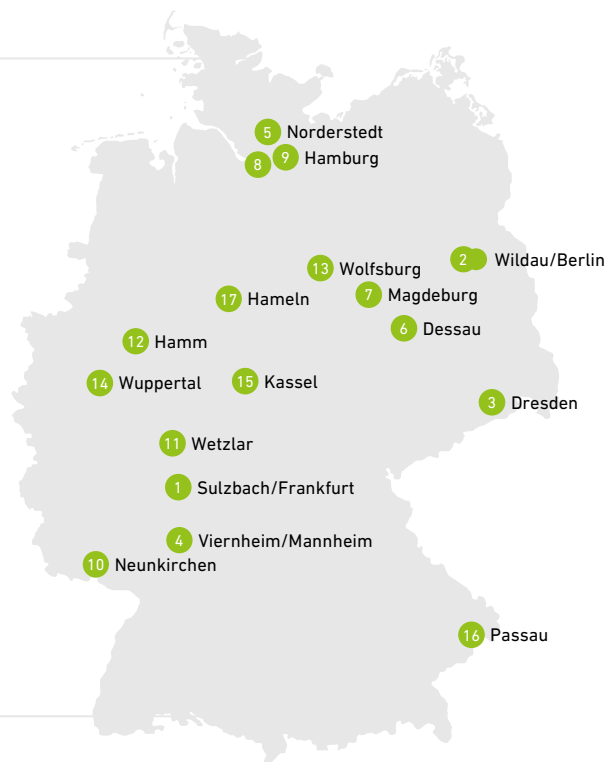 5 Norderstedt
8 9 Hamburg
2 Wildau/Berlin
13 Wolfsburg
7 Magdeburg
17 Hameln
6 Dessau
12 Hamm
14 Wuppertal
15 Kassel
3 Dresden
11 Wetzlar
1 Sulzbach/Frankfurt
4 Viernheim/Mannheim
10 Neunkirchen
16 Passau